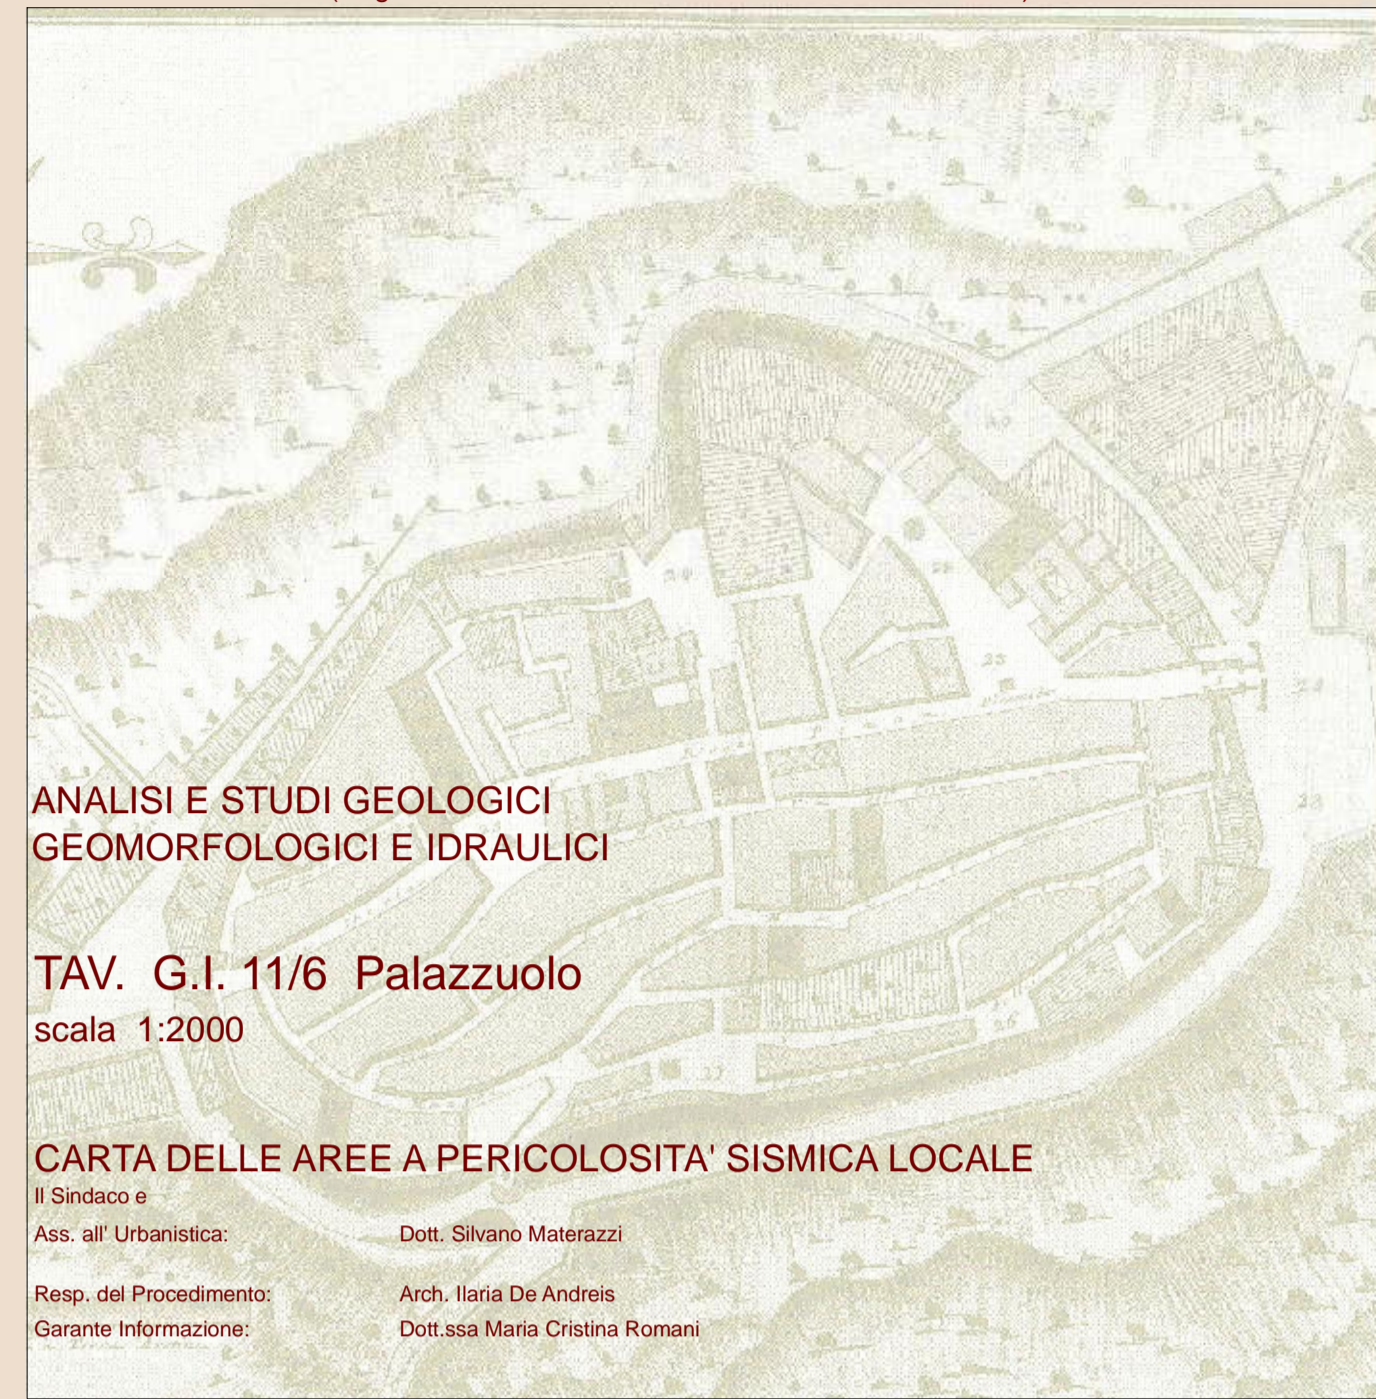 ANALISI E STUDI GEOLOGICI
GEOMORFOLOGICI E IDRAULICI
TAV. G.I. 11/6 Palazzuolo
scala 1:2000
CARTA DELLE AREE A PERICOLOSITA' SISMICA LOCALE
Il Sindaco e
Ass. all' Urbanistica: Dott. Silvano Materazzi
Resp. del Procedimento: Arch. Ilaria De Andreis
Garante Informazione: Dott.ssa Maria Cristina Romani